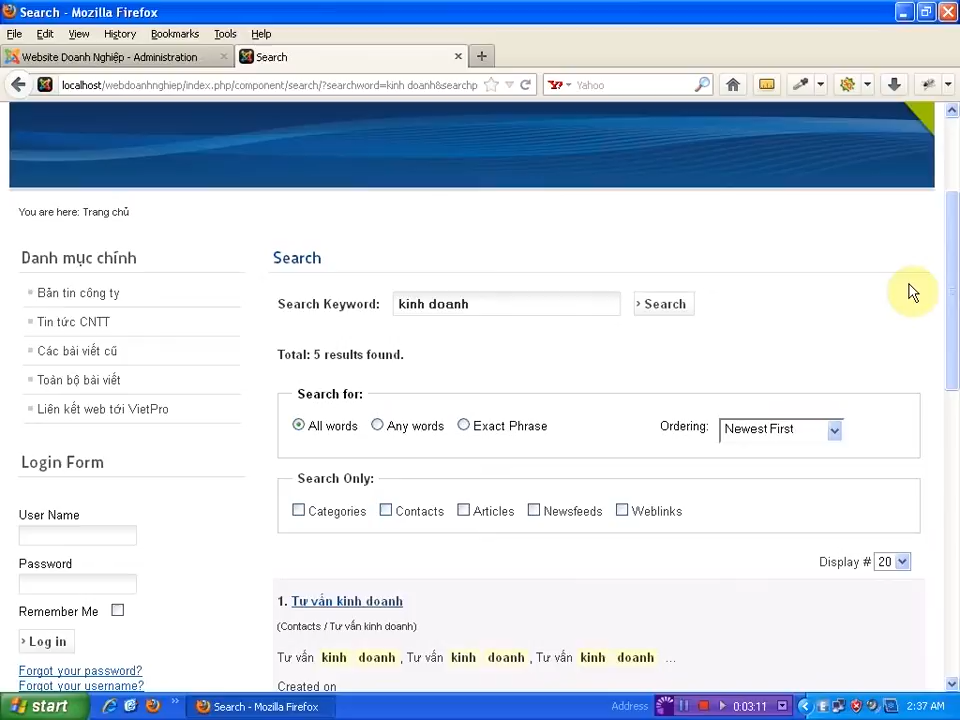 Search - Mozilla Firefox
File Edit View History Bookmarks Tools Help
Website Doanh Nghiệp - Administration
Search
localhost/webdoanhnghiep/index.php/component/search/?searchword=kinh doanh&searchp
Yahoo
You are here: Trang chủ
Danh mục chính
Bản tin công ty
Tin tức CNTT
Các bài viết cũ
Toàn bộ bài viết
Liên kết web tới VietPro
Login Form
User Name
Password
Remember Me
Log in
Forgot your password?
Forgot your username?
Search
Search Keyword: kinh doanh Search
Total: 5 results found.
Search for:
All words Any words Exact Phrase Ordering: Newest First
Search Only:
Categories Contacts Articles Newsfeeds Weblinks
Display # 20
1. Tư vấn kinh doanh
(Contacts / Tư vấn kinh doanh)
Tư vấn kinh doanh , Tư vấn kinh doanh , Tư vấn kinh doanh ...
Created on
start
Search - Mozilla Firefox
Address
0:03:11
2:37 AM